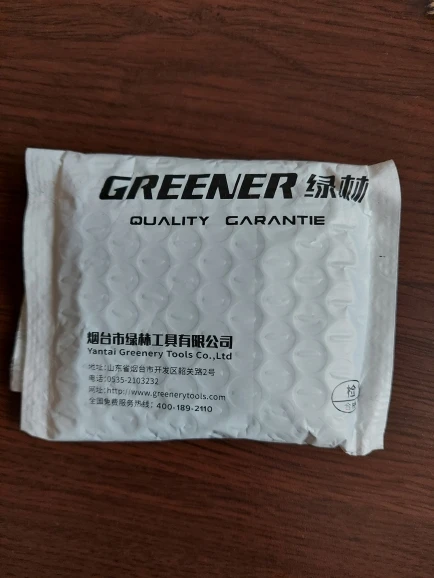 GREENER 绿林
QUALITY GARANTIE
烟台市绿林工具有限公司
Yantai Greenery Tools Co.,Ltd
地址:山东省烟台市开发区韶关路2号
电话:0535-2103232
网址:http://www.greenerytools.com
全国免费服务热线:400-189-2110
检